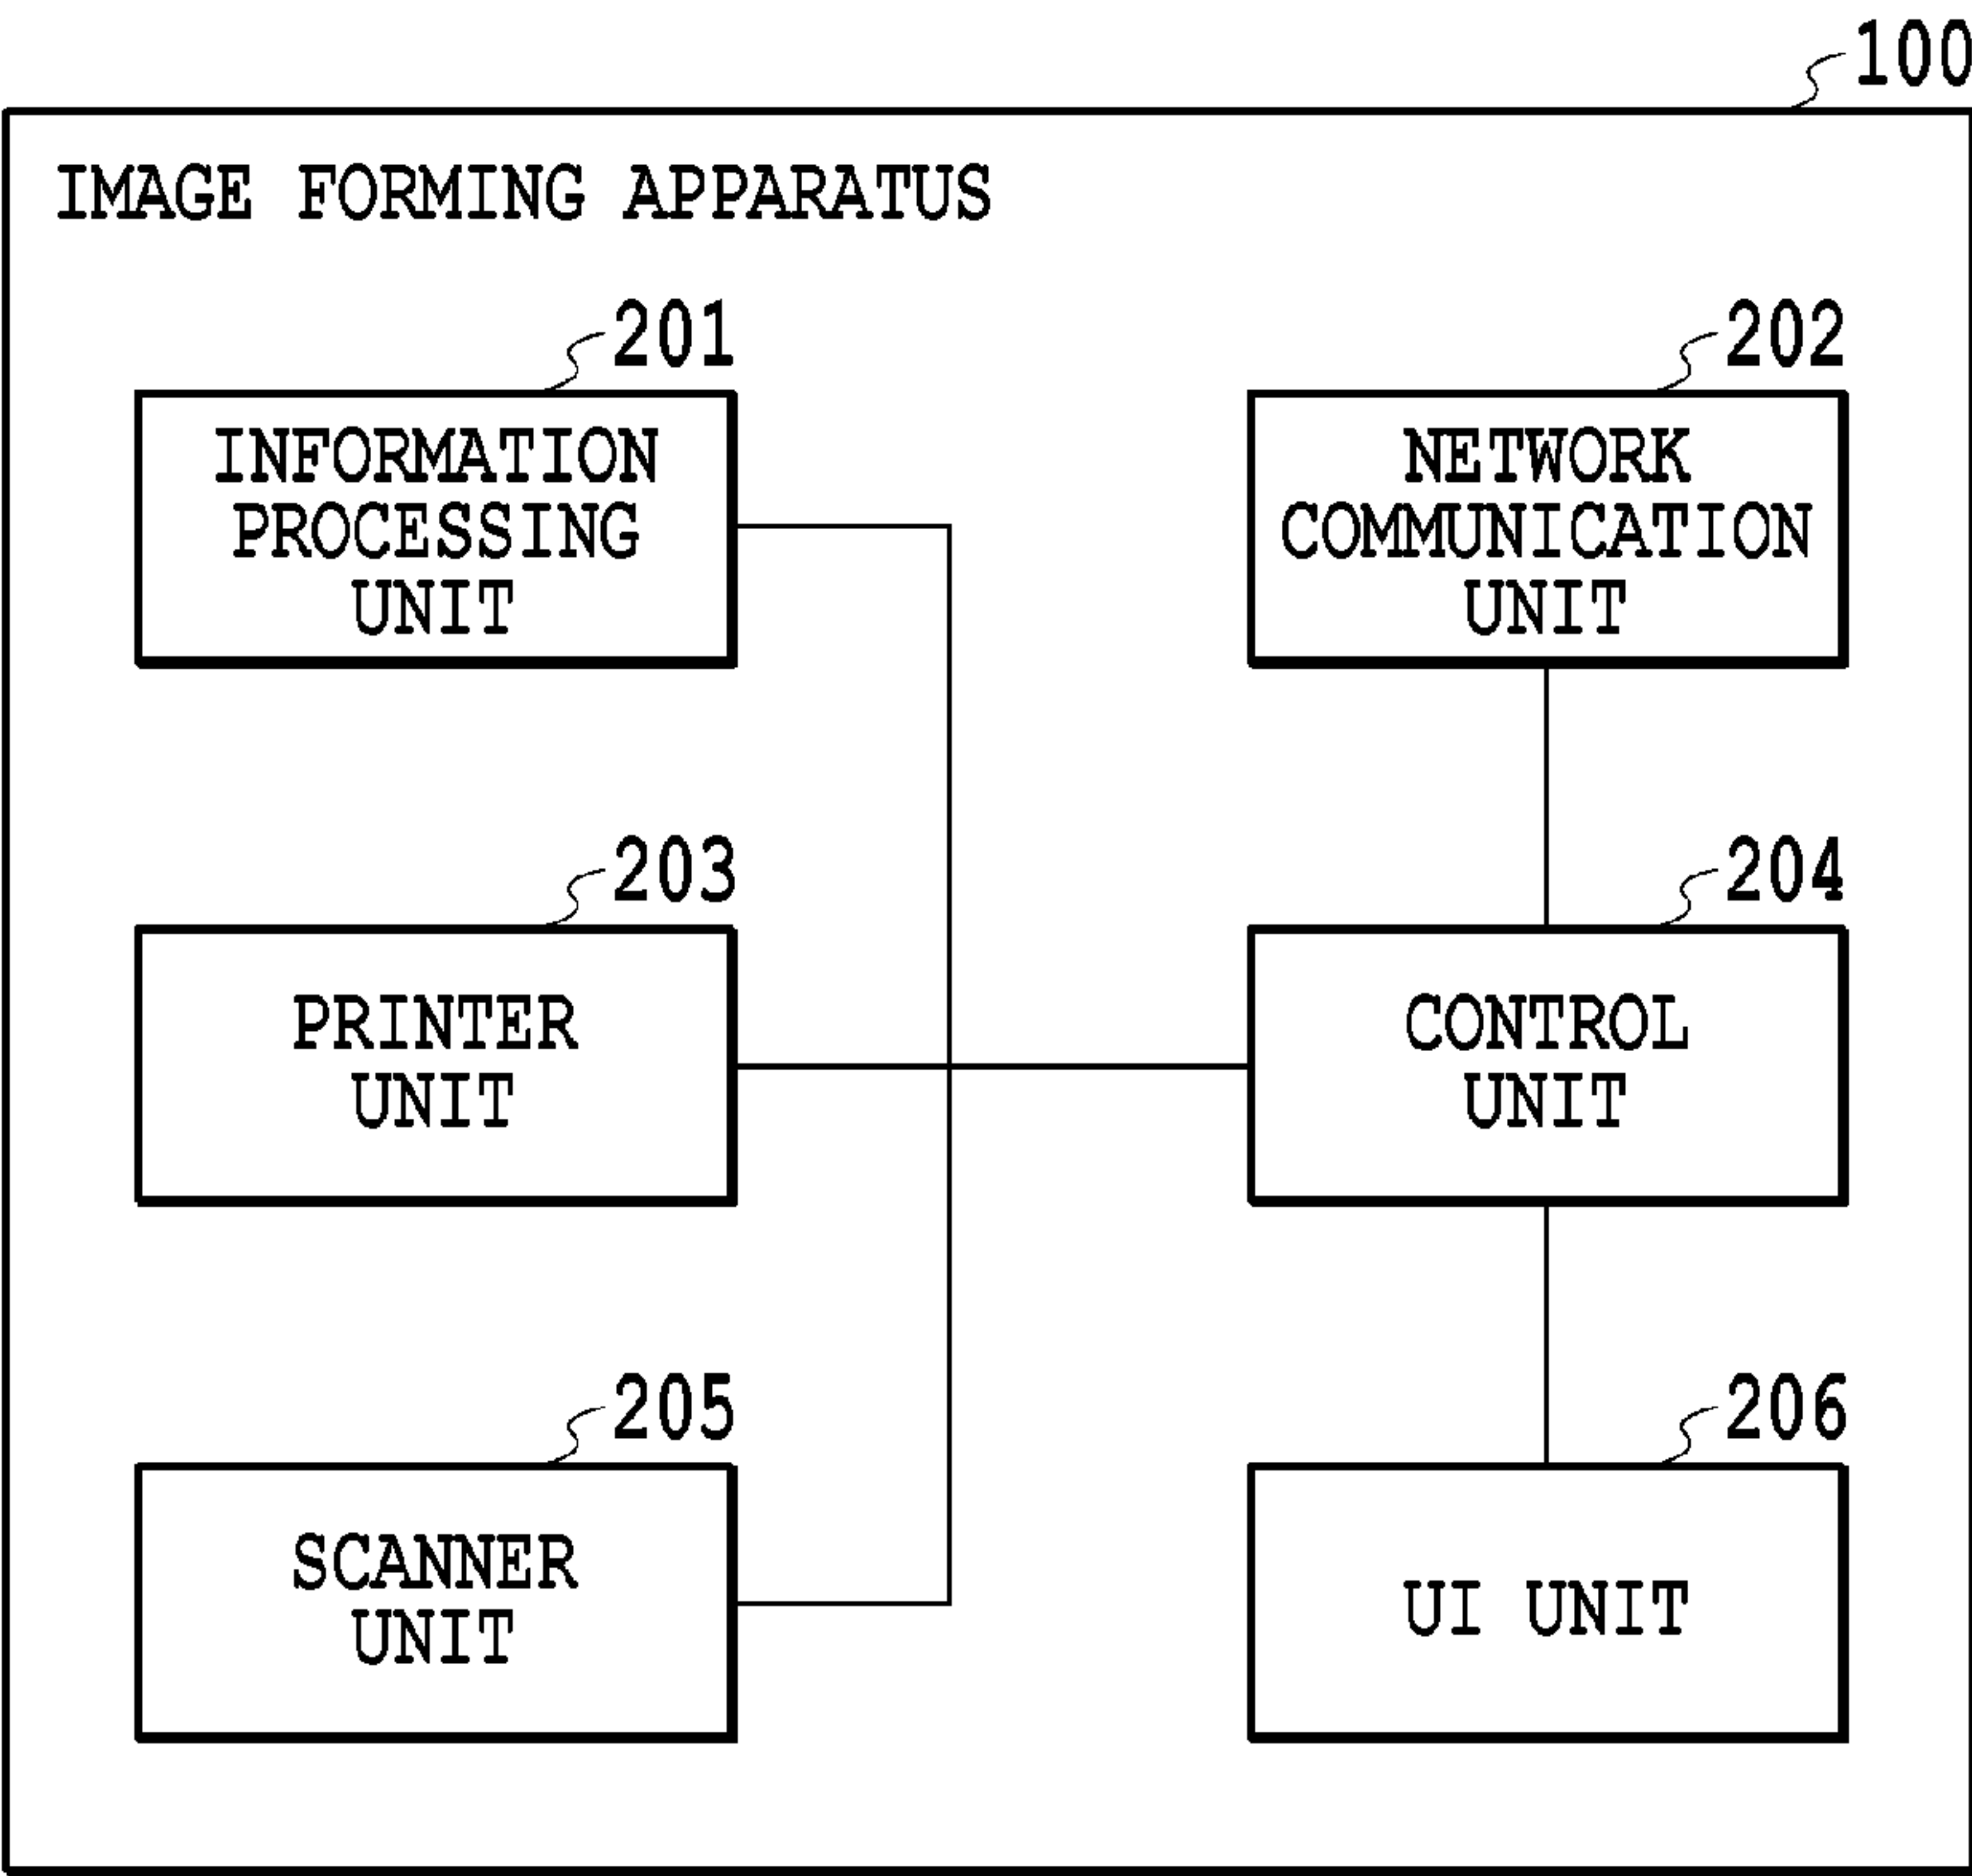 100
IMAGE FORMING APPARATUS
201
INFORMATION
PROCESSING
UNIT
202
NETWORK
COMMUNICATION
UNIT
203
PRINTER
UNIT
204
CONTROL
UNIT
205
SCANNER
UNIT
206
UI UNIT